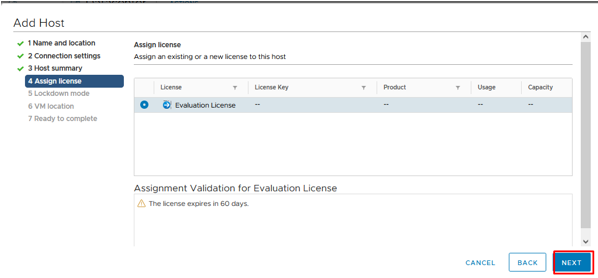 Add Host
1 Name and location
2 Connection settings
3 Host summary
4 Assign license
5 Lockdown mode
6 VM location
7 Ready to complete
Assign license
Assign an existing or a new license to this host
License License Key Product Usage Capacity
Evaluation License -- -- -- --
Assignment Validation for Evaluation License
The license expires in 60 days.
CANCEL BACK NEXT